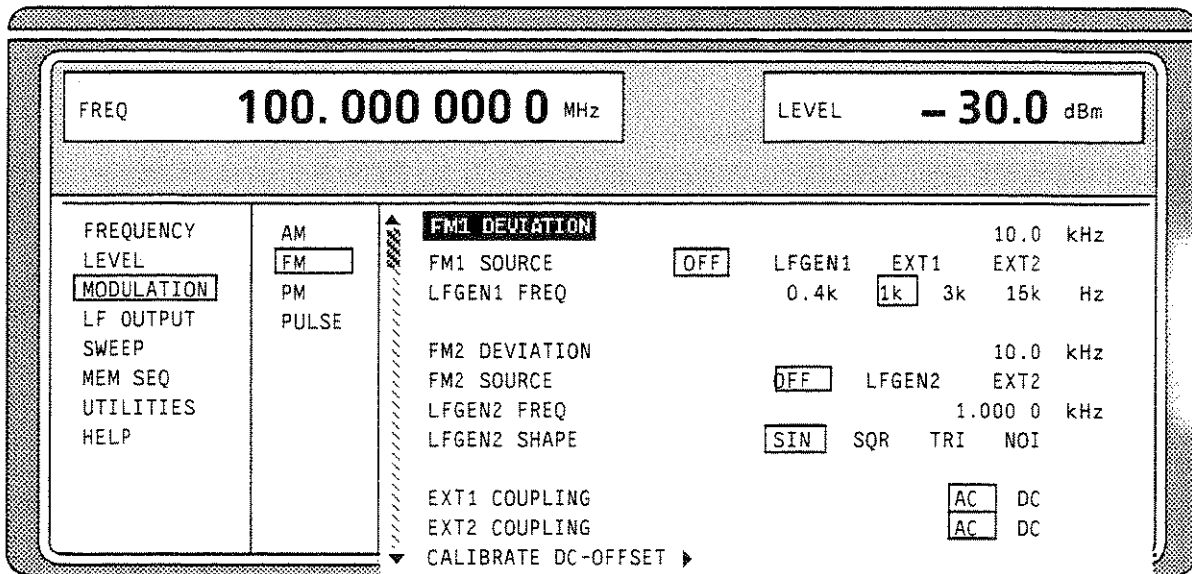 FREQ 100. 000 000 0 MHz
LEVEL – 30.0 dBm
FREQUENCY
LEVEL
MODULATION
LF OUTPUT
SWEEP
MEM SEQ
UTILITIES
HELP
AM
FM
PM
PULSE
FM1 DEVIATION 10.0 kHz
FM1 SOURCE OFF LFGEN1 EXT1 EXT2
LFGEN1 FREQ 0.4k 1k 3k 15k Hz
FM2 DEVIATION 10.0 kHz
FM2 SOURCE OFF LFGEN2 EXT2
LFGEN2 FREQ 1.000 0 kHz
LFGEN2 SHAPE SIN SQR TRI NOI
EXT1 COUPLING AC DC
EXT2 COUPLING AC DC
CALIBRATE DC-OFFSET